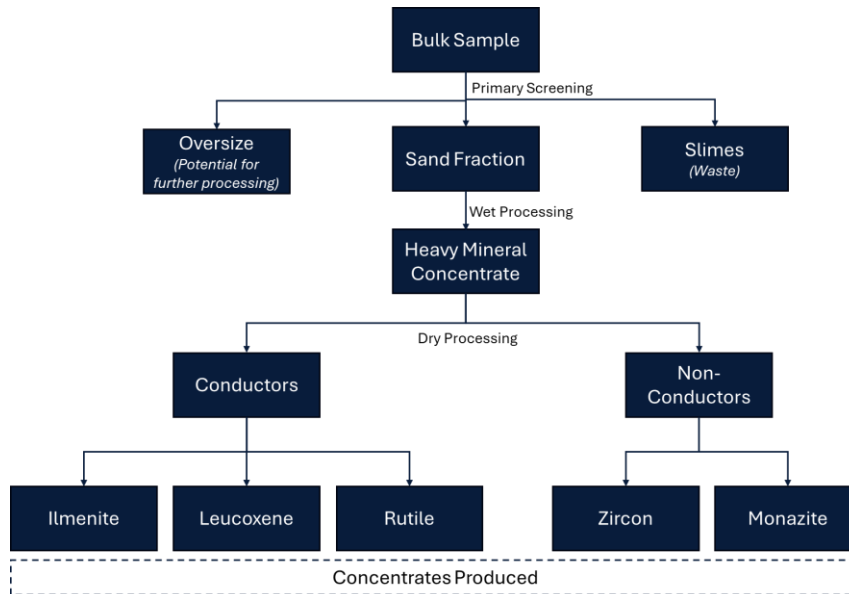 Bulk Sample
Primary Screening
Oversize
(Potential for
further processing)
Sand Fraction
Slimes
(Waste)
Wet Processing
Heavy Mineral
Concentrate
Dry Processing
Conductors
Non-
Conductors
Ilmenite
Leucoxene
Rutile
Zircon
Monazite
Concentrates Produced